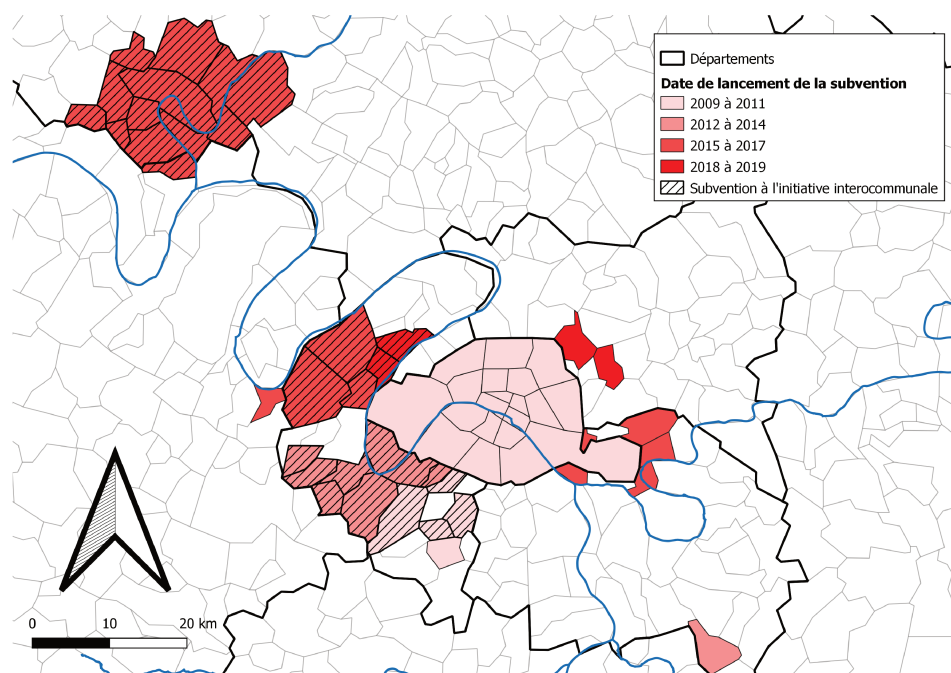 Départements
Date de lancement de la subvention
2009 à 2011
2012 à 2014
2015 à 2017
2018 à 2019
Subvention à l'initiative interocommunale
0 10 20 km